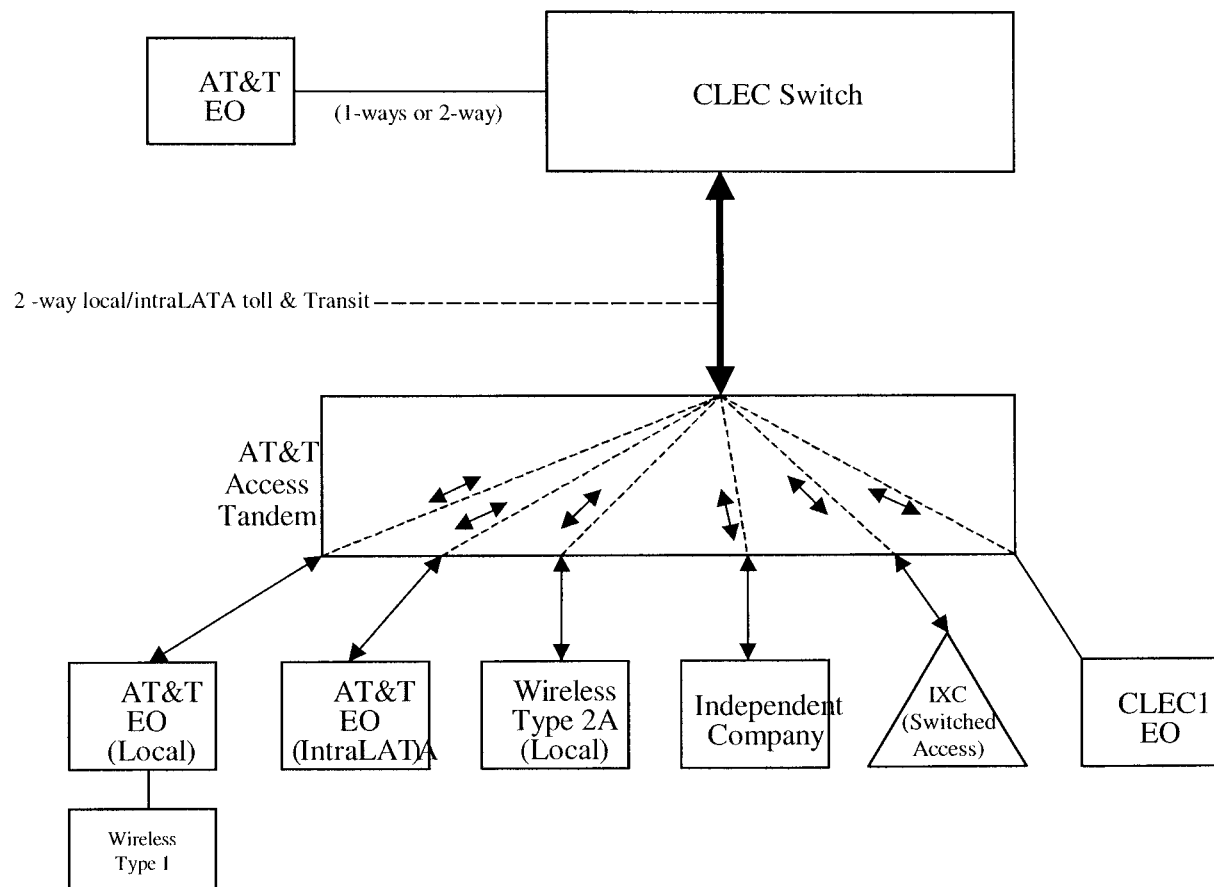 AT&T
EO
(1-ways or 2-way)
CLEC Switch
2 -way local/intraLATA toll & Transit
AT&T
Access
Tandem
AT&T
EO
(Local)
AT&T
EO
(IntraLAT)A
Wireless
Type 2A
(Local)
Independent
Company
IXC
(Switched
Access)
CLEC1
EO
Wireless
Type 1